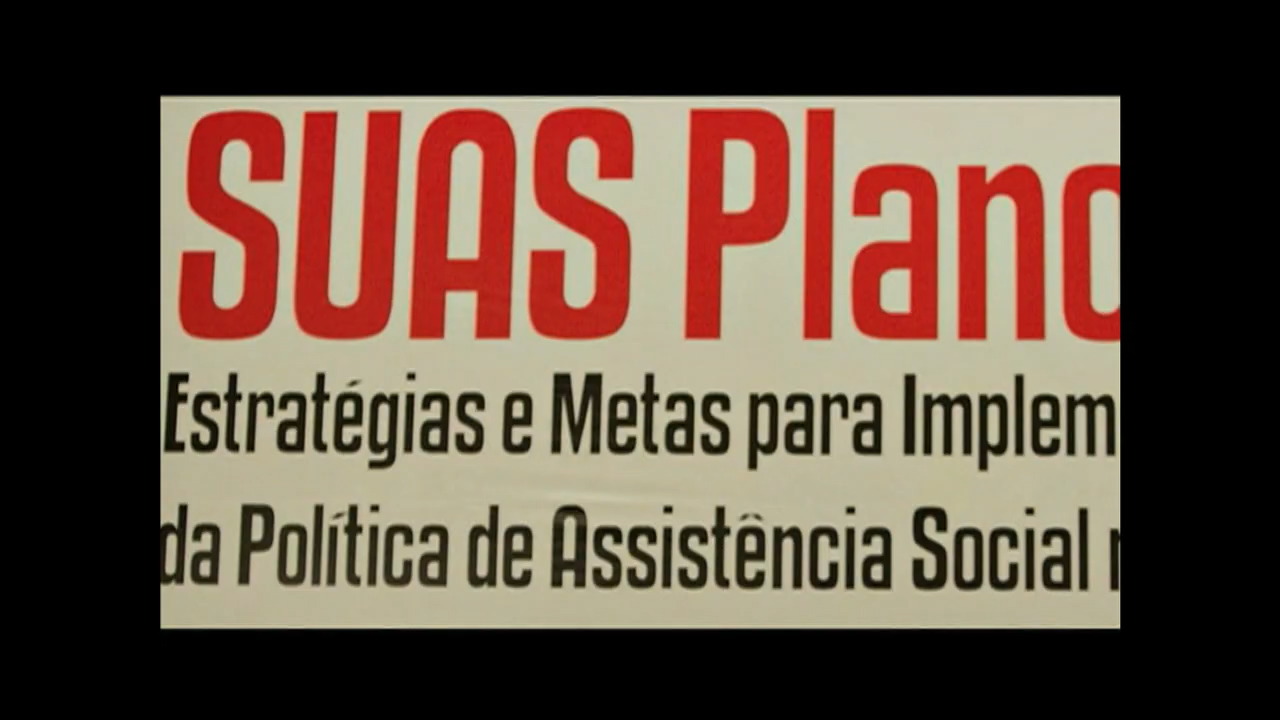 SUAS Plano
Estratégias e Metas para Implem
da Política de Assistência Social